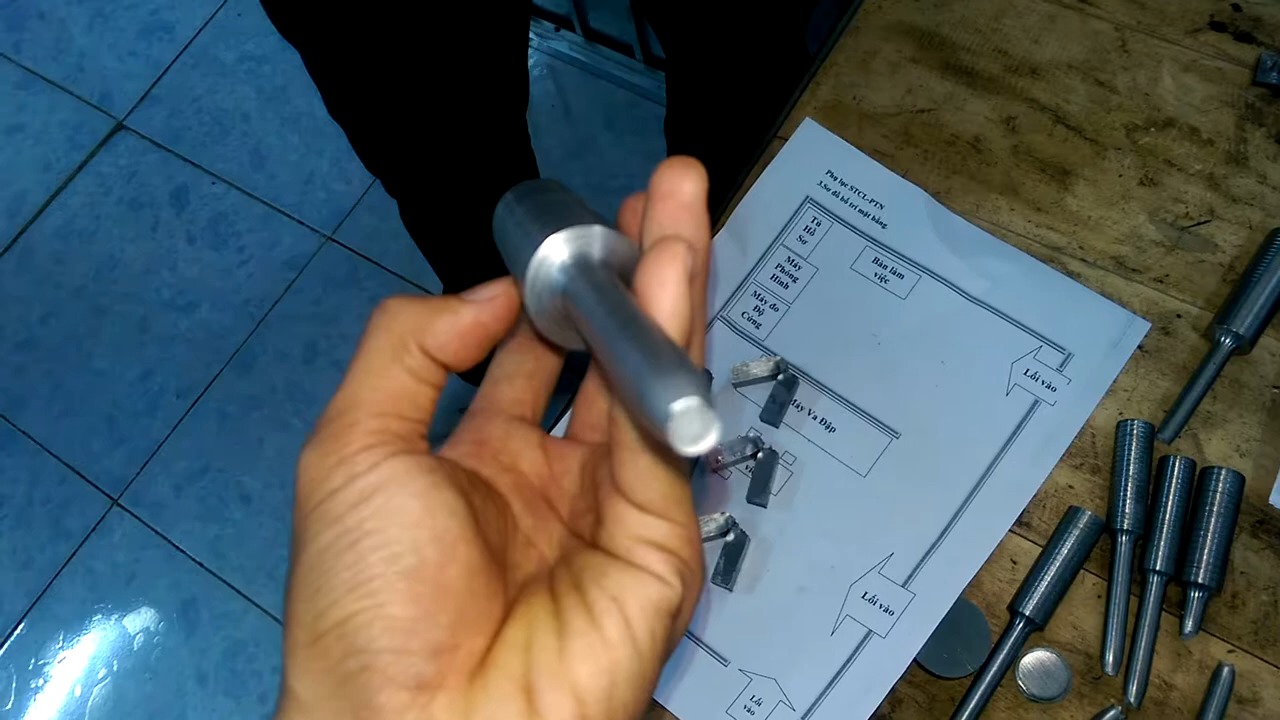 Phụ lục STCL-PTN
3.Sơ đồ bố trí mặt bằng
Tủ
Hồ
Sơ
Bàn làm
việc
Máy
Phóng
Hình
Máy đo
Độ
Cứng
Lối vào
Máy Va Đập
Lối vào
Lối
vào